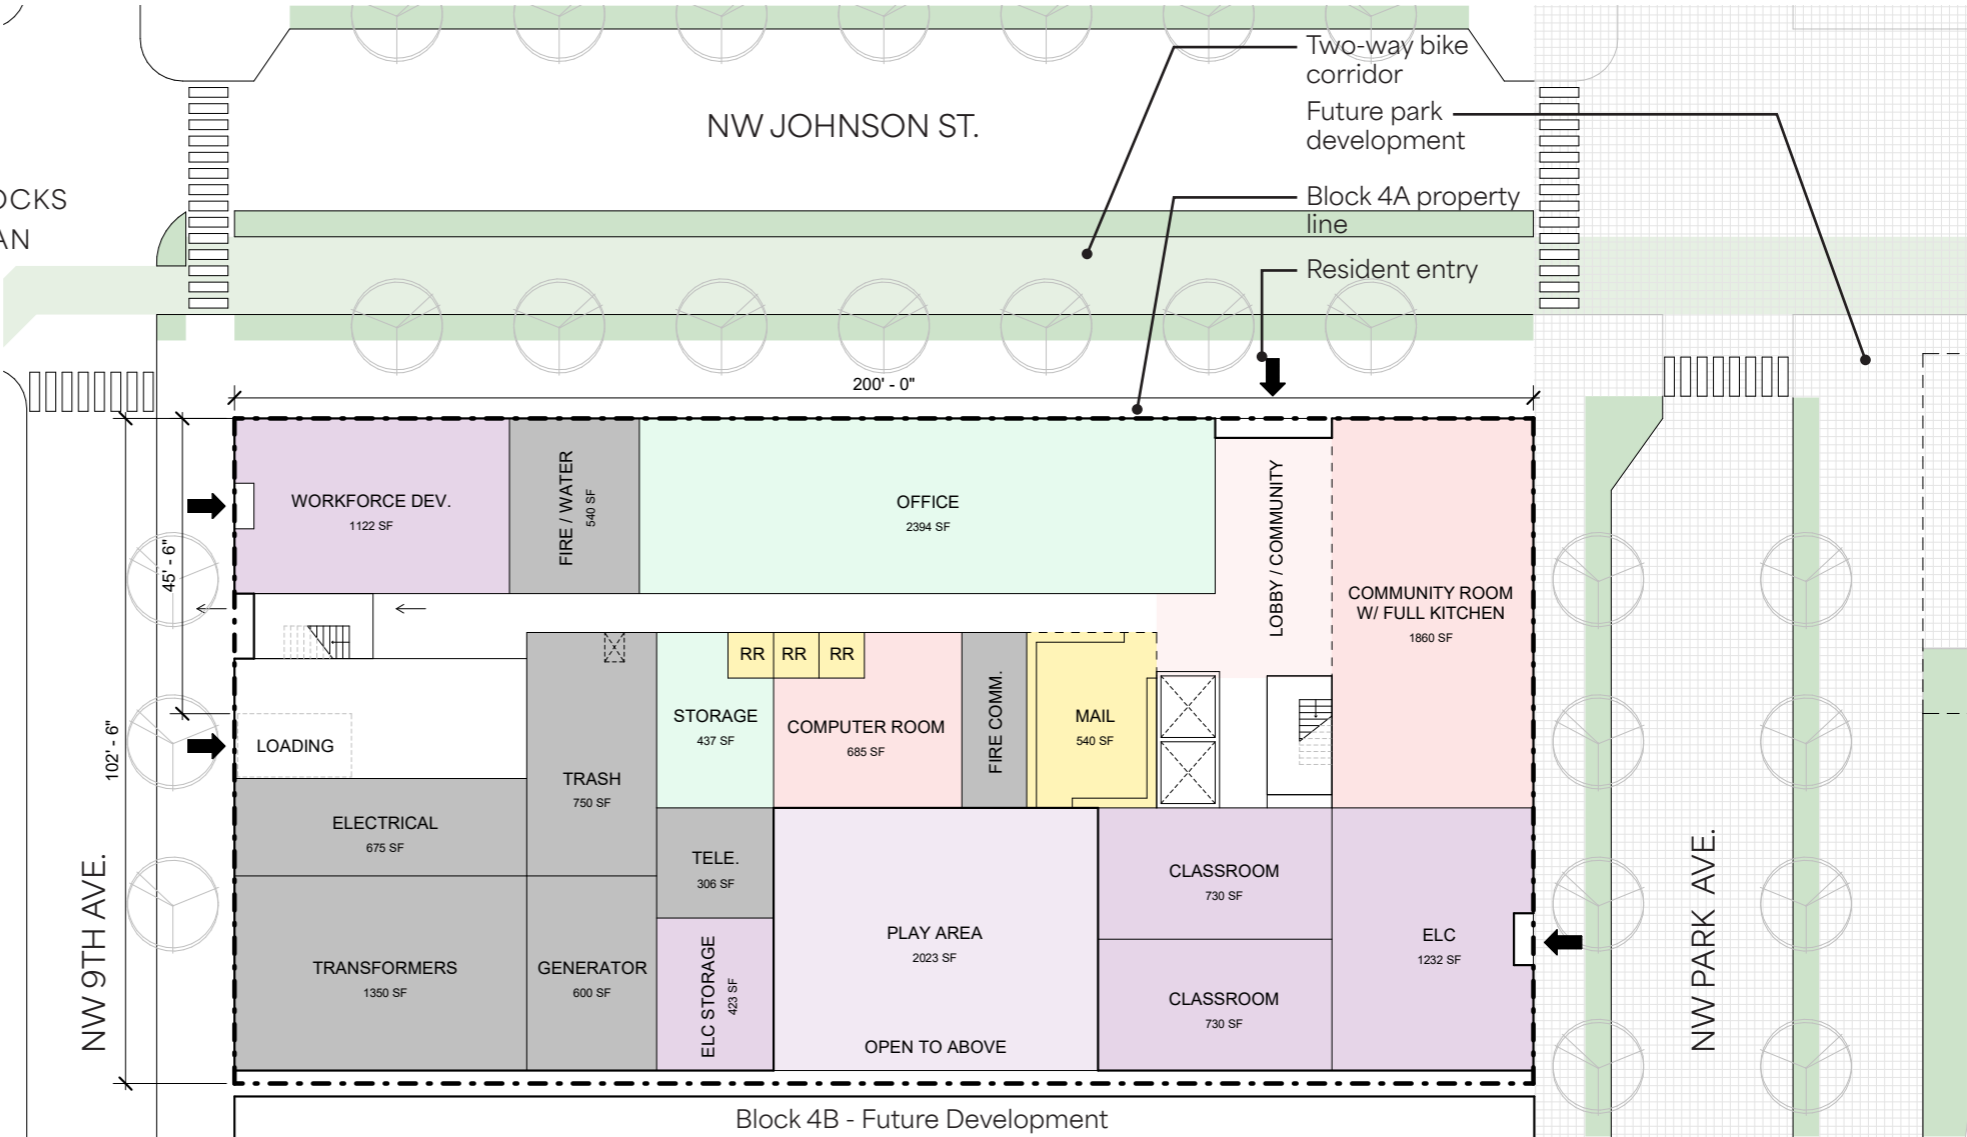 Two-way bike
corridor
NW JOHNSON ST.
Future park
development
OCKS
AN
Block 4A property
line
Resident entry
200' - 0"
WORKFORCE DEV.
1122 SF
FIRE / WATER
540 SF
OFFICE
2394 SF
LOBBY / COMMUNITY
COMMUNITY ROOM
W/ FULL KITCHEN
1860 SF
45' - 6"
102' - 6"
RR
RR
RR
STORAGE
437 SF
COMPUTER ROOM
685 SF
FIRE COMM.
MAIL
540 SF
LOADING
TRASH
750 SF
ELECTRICAL
675 SF
TELE.
306 SF
CLASSROOM
730 SF
NW 9TH AVE.
TRANSFORMERS
1350 SF
GENERATOR
600 SF
ELC STORAGE
423 SF
PLAY AREA
2023 SF
OPEN TO ABOVE
CLASSROOM
730 SF
ELC
1232 SF
NW PARK AVE.
Block 4B - Future Development